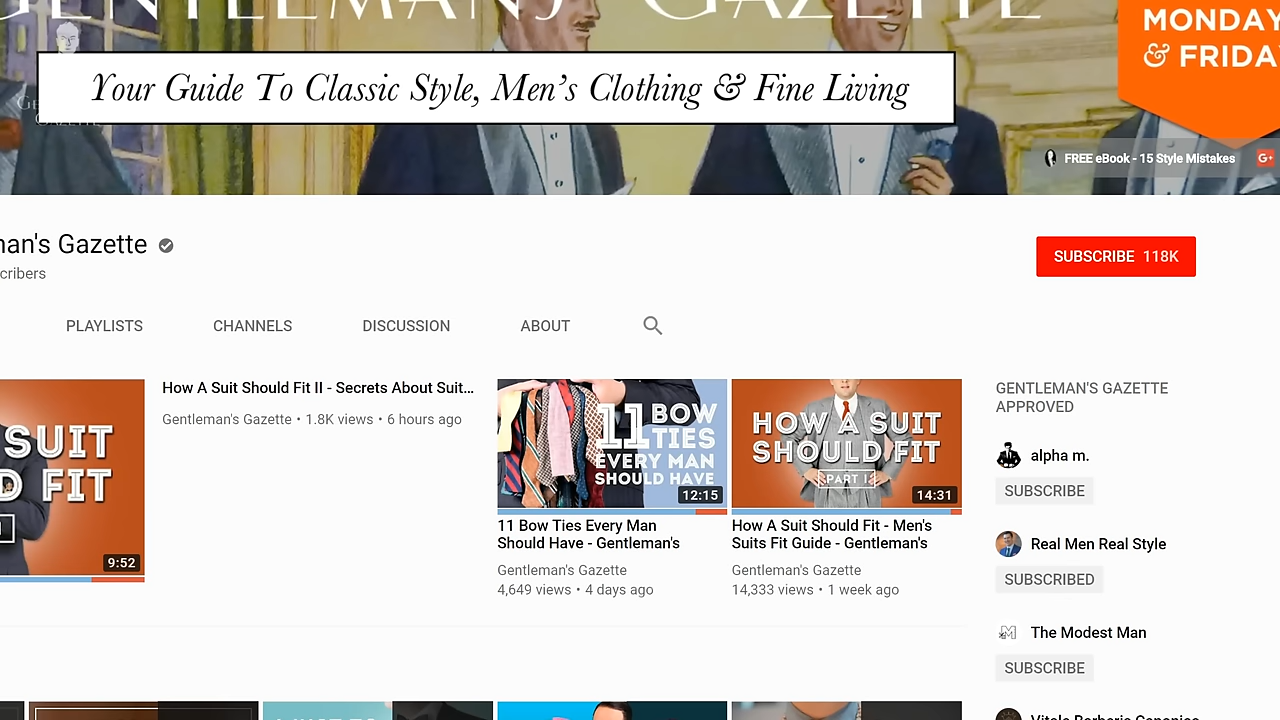 GENTLEMAN'S GAZETTE
MONDAY
& FRIDA
Your Guide To Classic Style, Men's Clothing & Fine Living
FREE eBook - 15 Style MIstakes
G+
man's Gazette
SUBSCRIBE 118K
cribers
PLAYLISTS
CHANNELS
DISCUSSION
ABOUT
SUIT
D FIT
9:52
How A Suit Should Fit II - Secrets About Suit...
Gentleman's Gazette • 1.8K views • 6 hours ago
11 BOW
TIES
EVERY MAN
SHOULD HAVE
12:15
11 Bow Ties Every Man
Should Have - Gentleman's
Gentleman's Gazette
4,649 views • 4 days ago
HOW A SUIT
SHOULD FIT
PART I
14:31
How A Suit Should Fit - Men's
Suits Fit Guide - Gentleman's
Gentleman's Gazette
14,333 views • 1 week ago
GENTLEMAN'S GAZETTE
APPROVED
alpha m.
SUBSCRIBE
Real Men Real Style
SUBSCRIBED
The Modest Man
SUBSCRIBE